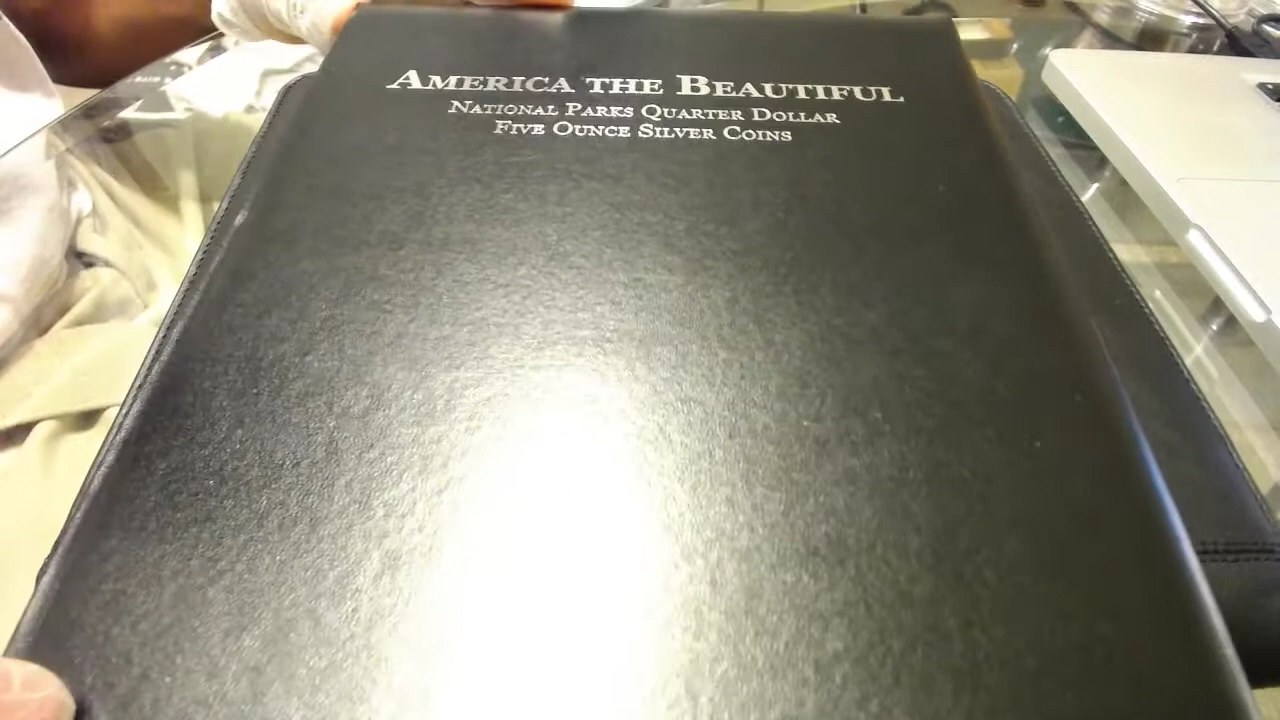 AMERICA THE BEAUTIFUL
NATIONAL PARKS QUARTER DOLLAR
FIVE OUNCE SILVER COINS